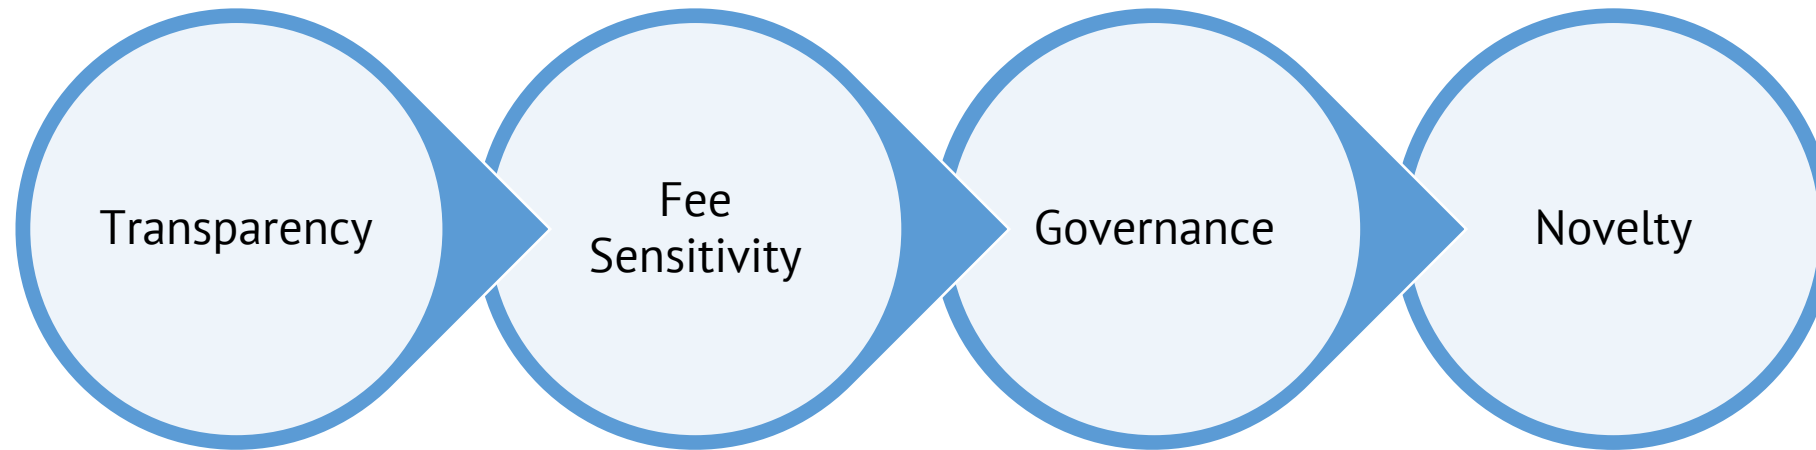 Transparency
Fee
Sensitivity
Governance
Novelty